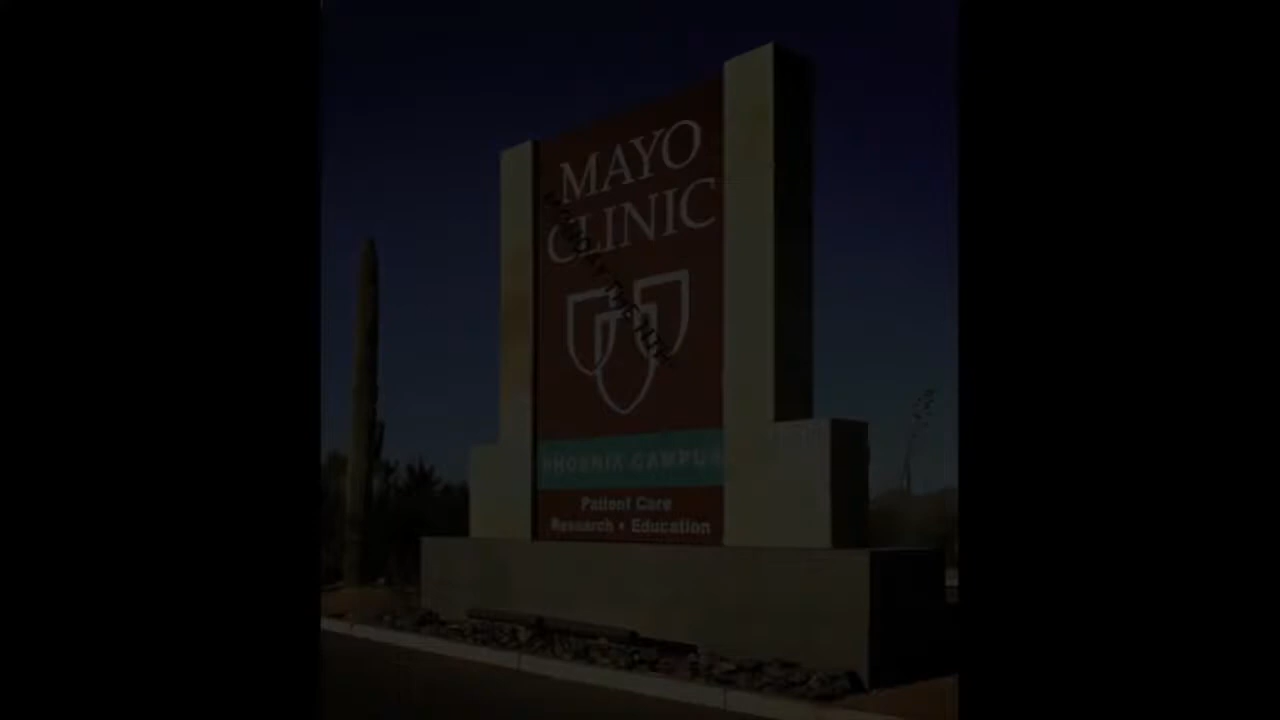 MAYO
CLINIC
PHOENIX CAMPUS
Patient Care
Research • Education